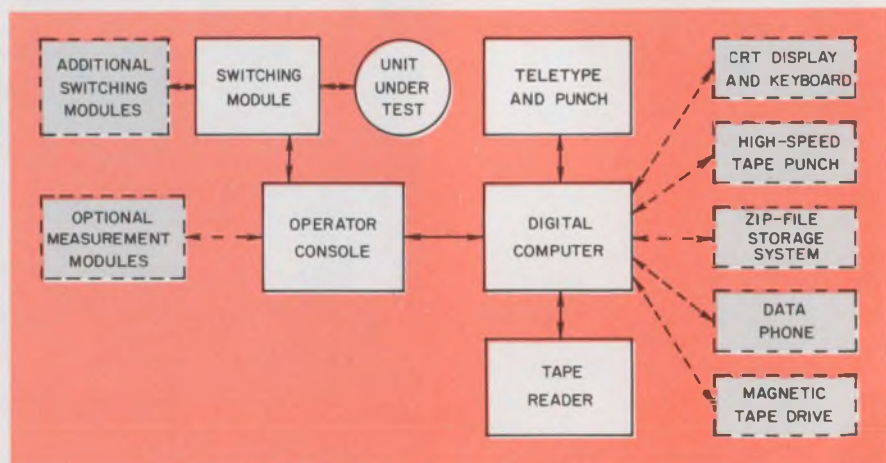 ADDITIONAL
SWITCHING
MODULES
SWITCHING
MODULE
UNIT
UNDER
TEST
TELETYPE
AND PUNCH
CRT DISPLAY
AND KEYBOARD
HIGH-SPEED
TAPE PUNCH
OPTIONAL
MEASUREMENT
MODULES
OPERATOR
CONSOLE
DIGITAL
COMPUTER
ZIP-FILE
STORAGE
SYSTEM
DATA
PHONE
TAPE
READER
MAGNETIC
TAPE DRIVE